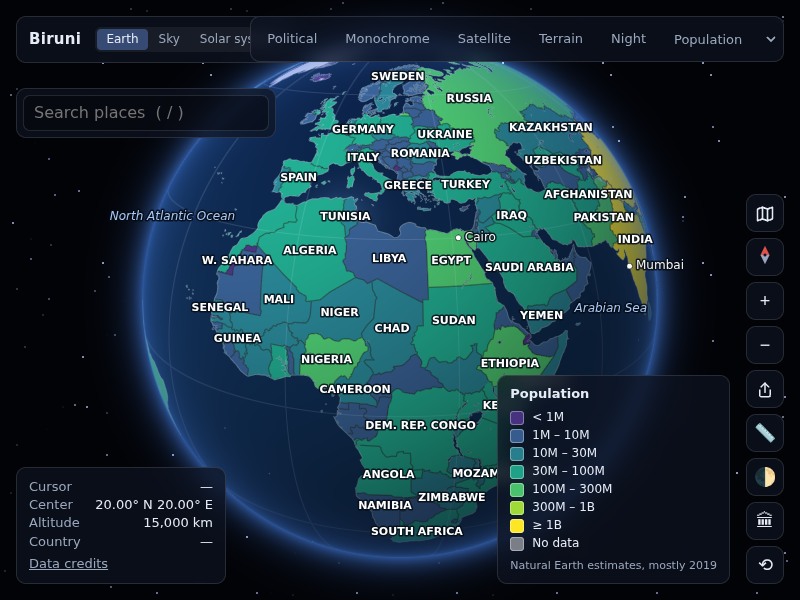 Biruni
Earth
Sky
Solar sys
Political
Monochrome
Satellite
Terrain
Night
Population
Search places ( / )
SWEDEN
RUSSIA
GERMANY
UKRAINE
KAZAKHSTAN
ITALY
ROMANIA
UZBEKISTAN
SPAIN
GREECE
TURKEY
AFGHANISTAN
North Atlantic Ocean
TUNISIA
IRAQ
PAKISTAN
Cairo
INDIA
ALGERIA
LIBYA
EGYPT
W. SAHARA
SAUDI ARABIA
Mumbai
SENEGAL
MALI
NIGER
CHAD
SUDAN
YEMEN
Arabian Sea
GUINEA
NIGERIA
ETHIOPIA
CAMEROON
KE
DEM. REP. CONGO
ANGOLA
MOZAM
ZIMBABWE
NAMIBIA
SOUTH AFRICA
Population
< 1M
1M – 10M
10M – 30M
30M – 100M
100M – 300M
300M – 1B
≥ 1B
No data
Natural Earth estimates, mostly 2019
+
−
Cursor —
Center 20.00° N 20.00° E
Altitude 15,000 km
Country —
Data credits